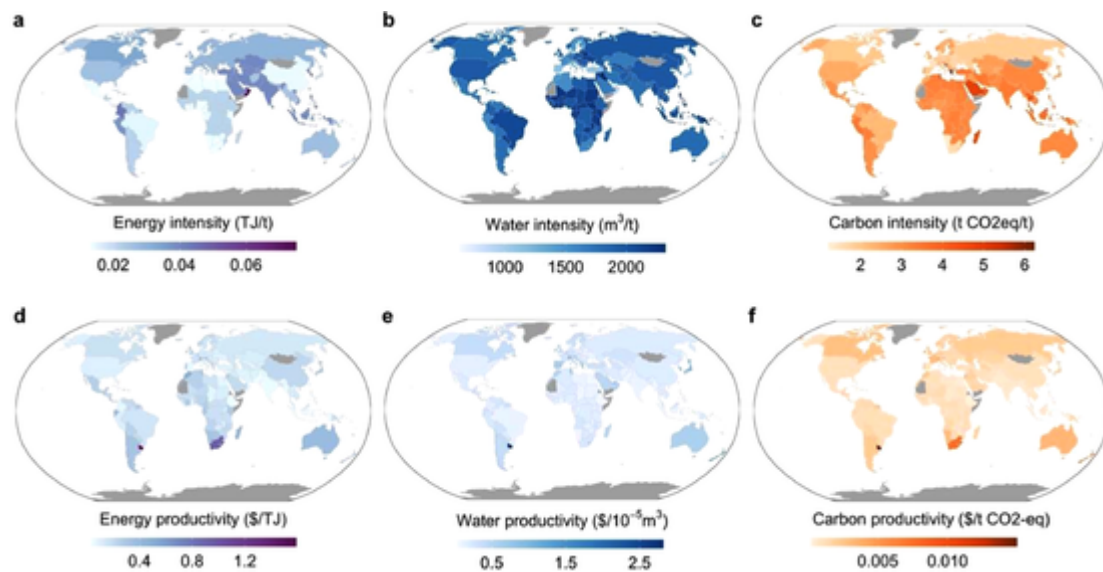 a
b
c
Energy intensity (TJ/t)
Water intensity (m³/t)
Carbon intensity (t CO2eq/t)
0.02 0.04 0.06
1000 1500 2000
2 3 4 5 6
d
e
f
Energy productivity ($/TJ)
Water productivity ($/10⁻⁵m³)
Carbon productivity ($/t CO2-eq)
0.4 0.8 1.2
0.5 1.5 2.5
0.005 0.010